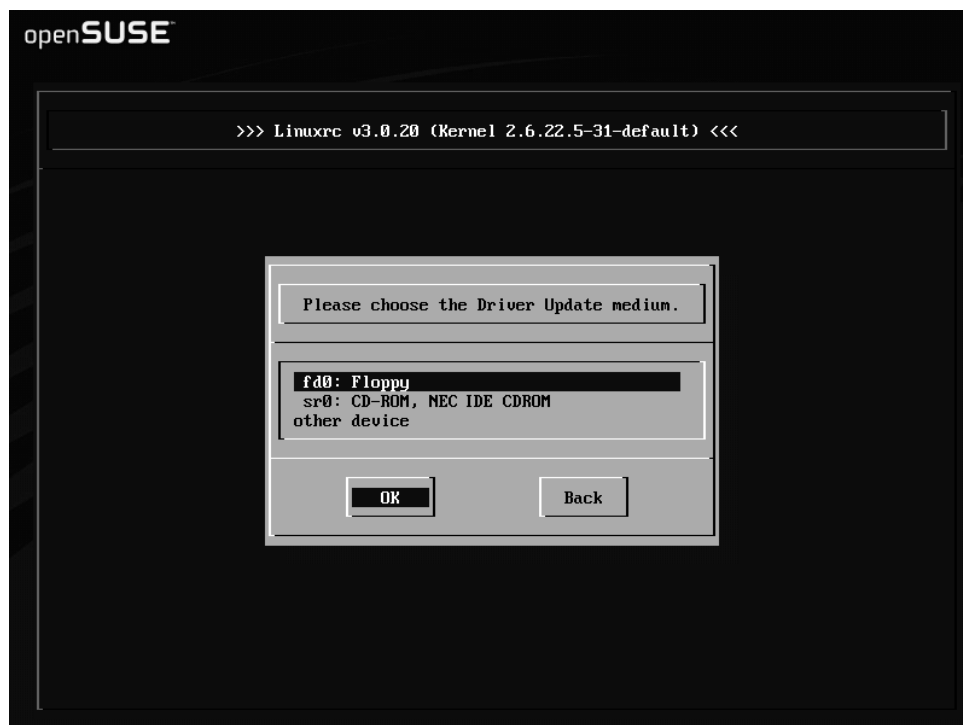 openSUSE™
>>> Linuxrc v3.0.20 (Kernel 2.6.22.5-31-default) <<<
Please choose the Driver Update medium.
fd0: Floppy
sr0: CD-ROM, NEC IDE CDROM
other device
OK Back